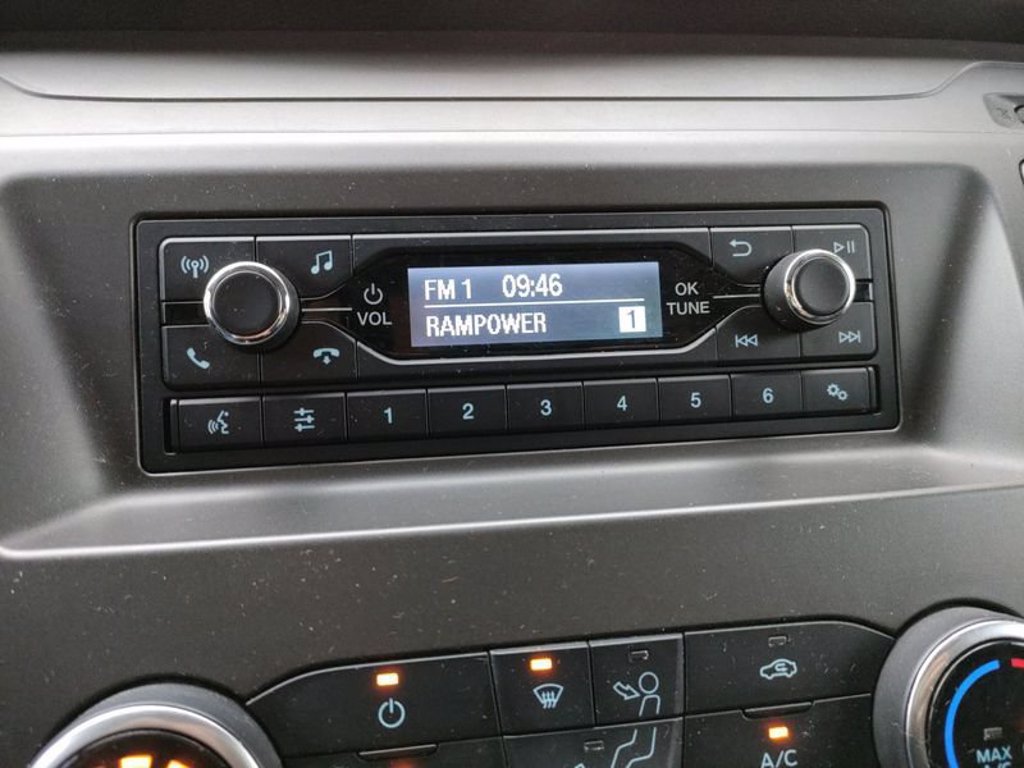 FM 1 09:46
RAMPOWER 1
VOL
OK
TUNE
1 2 3 4 5 6
A/C
MAX
A/C